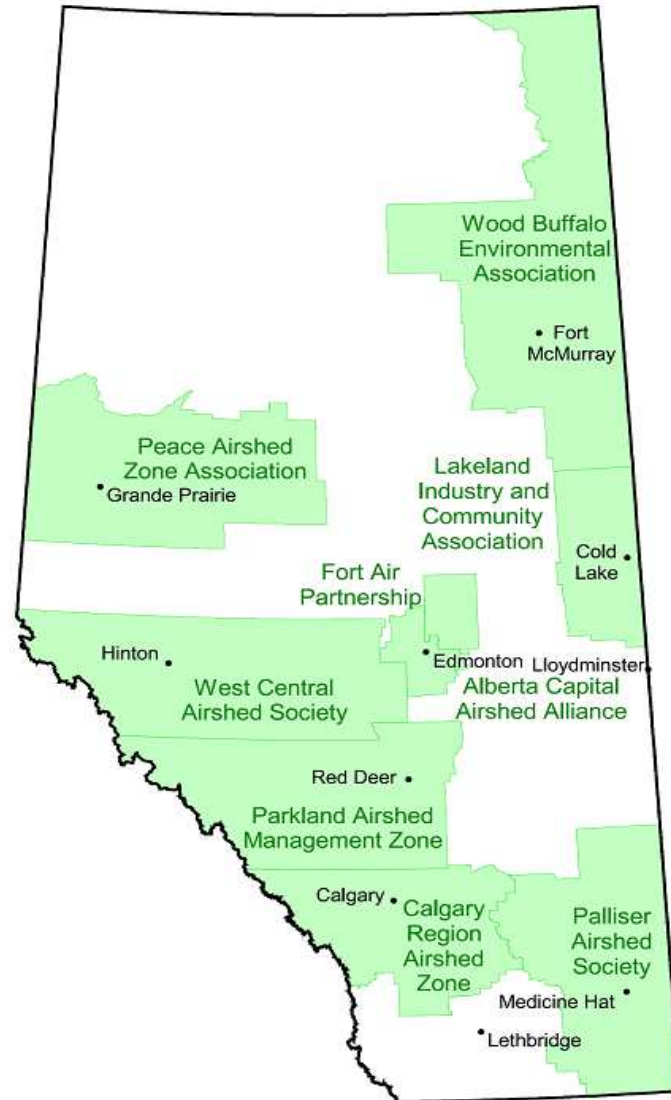 Wood Buffalo
Environmental
Association
Fort
McMurray
Peace Airshed
Zone Association
Grande Prairie
Lakeland
Industry and
Community
Association
Cold
Lake
Fort Air
Partnership
Hinton
Edmonton
Lloydminster
West Central
Airshed Society
Alberta Capital
Airshed Alliance
Red Deer
Parkland Airshed
Management Zone
Calgary
Calgary
Region
Airshed
Zone
Palliser
Airshed
Society
Medicine Hat
Lethbridge